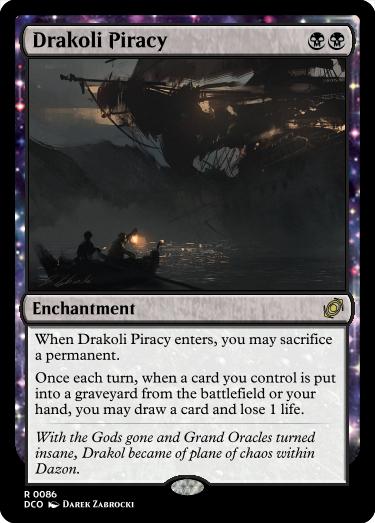 Drakoli Piracy
Enchantment
When Drakoli Piracy enters, you may sacrifice
a permanent.
Once each turn, when a card you control is put
into a graveyard from the battlefield or your
hand, you may draw a card and lose 1 life.
With the Gods gone and Grand Oracles turned
insane, Drakol became of plane of chaos within
Dazon.
R 0086
DCO DAREK ZABROCKI